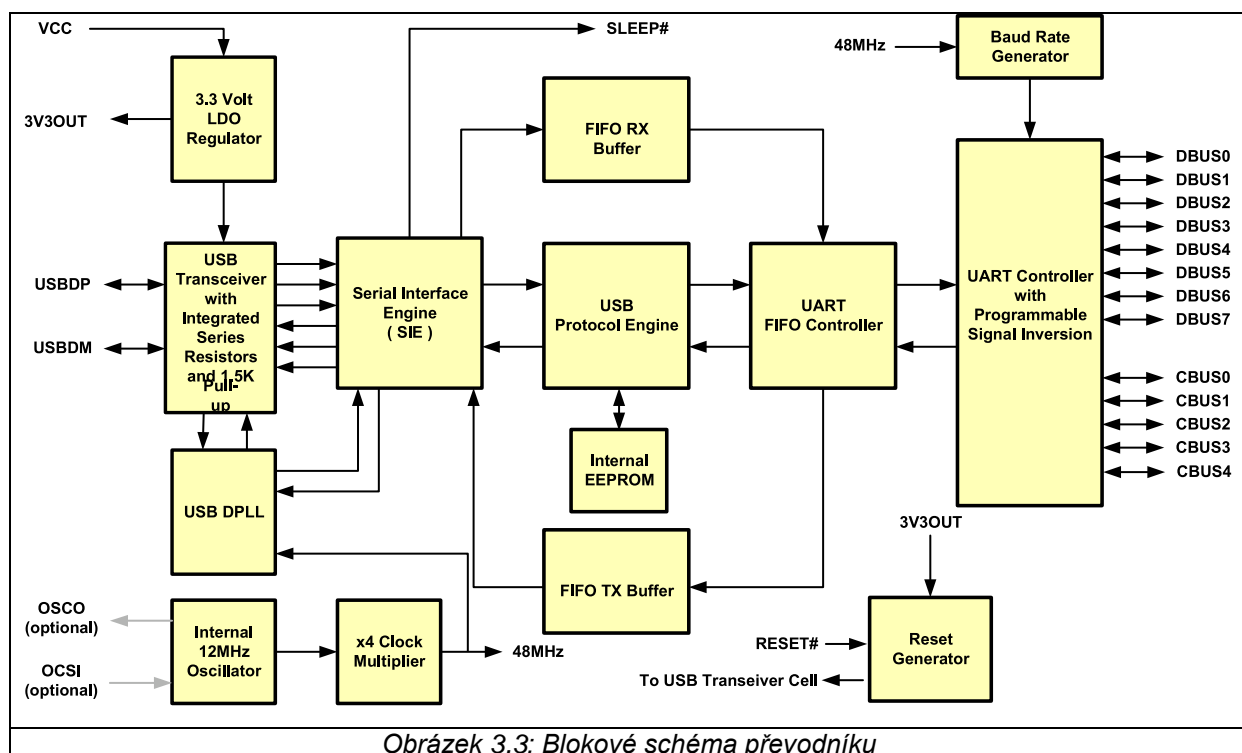 VCC
SLEEP#
48MHz
Baud Rate
Generator
3.3 Volt
LDO
Regulator
3V3OUT
FIFO RX
Buffer
DBUS0
DBUS1
DBUS2
DBUS3
DBUS4
DBUS5
DBUS6
DBUS7
USBDP
USBDM
USB
Transceiver
with
Integrated
Series
Resistors
and 1.5K
Pull-
up
Serial Interface
Engine
( SIE )
USB
Protocol Engine
UART
FIFO Controller
UART Controller
with
Programmable
Signal Inversion
CBUS0
CBUS1
CBUS2
CBUS3
CBUS4
USB DPLL
Internal
EEPROM
3V3OUT
FIFO TX Buffer
OSCO
(optional)
OCSI
(optional)
Internal
12MHz
Oscillator
x4 Clock
Multiplier
48MHz
RESET#
Reset
Generator
To USB Transeiver Cell
Obrázek 3.3: Blokové schéma převodníku